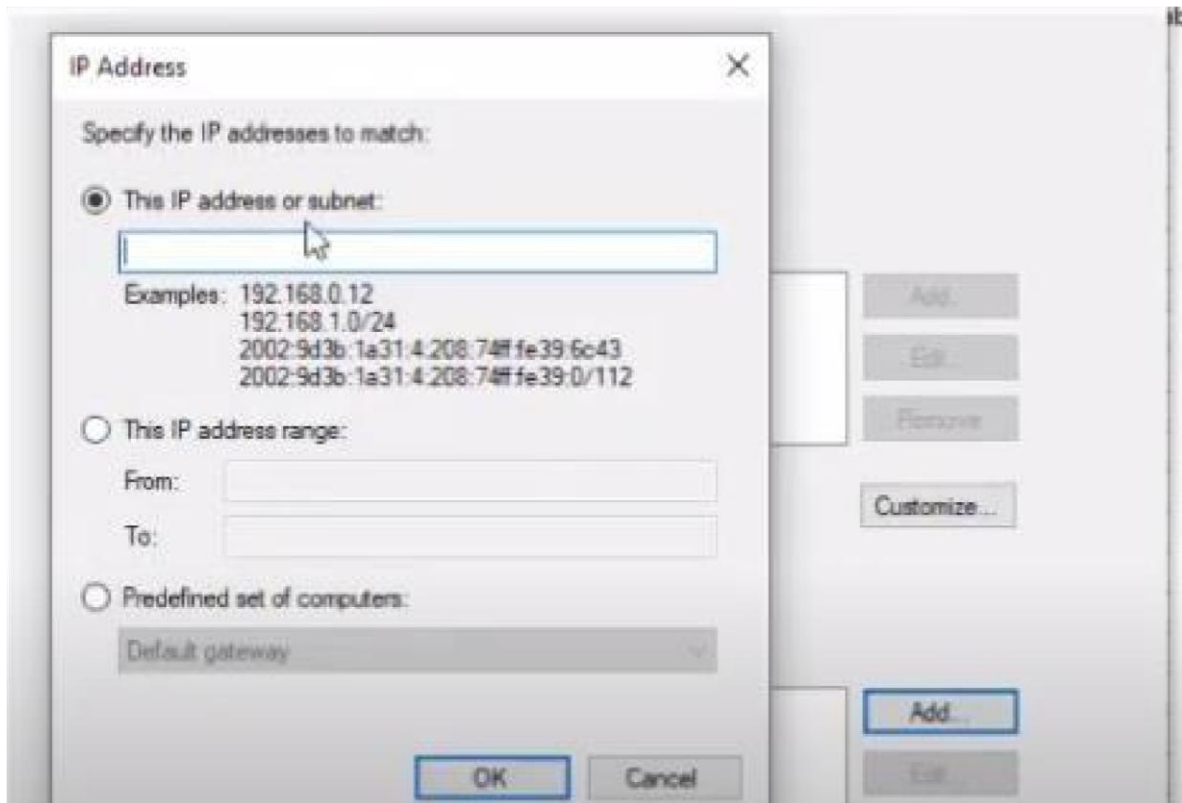 IP Address
Specify the IP addresses to match:
This IP address or subnet:
Examples: 192.168.0.12
192.168.1.0/24
2002:9d3b:1a31:4:208:74ff:fe39:6c43
2002:9d3b:1a31:4:208:74ff:fe39:0/112
This IP address range:
From:
To:
Predefined set of computers:
Default gateway
OK
Cancel
Add...
Edit...
Remove
Customize...
Add...
Edit...